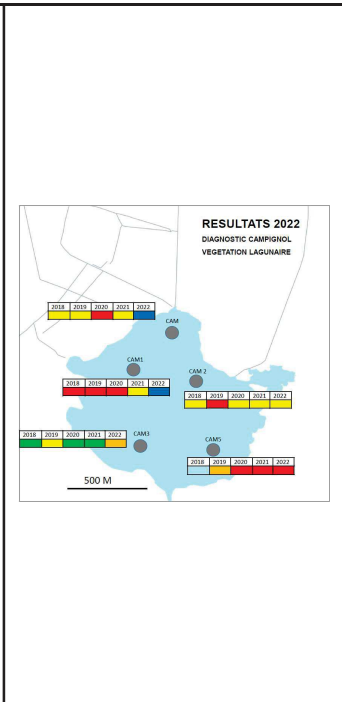 RESULTATS 2022
DIAGNOSTIC CAMPIGNOL
VEGETATION LAGUNAIRE
2018 2019 2020 2021 2022
CAM
CAM1
CAM 2
2018 2019 2020 2021 2022
2018 2019 2020 2021 2022
2018 2019 2020 2021 2022
CAM3
CAM5
2018 2019 2020 2021 2022
500 M